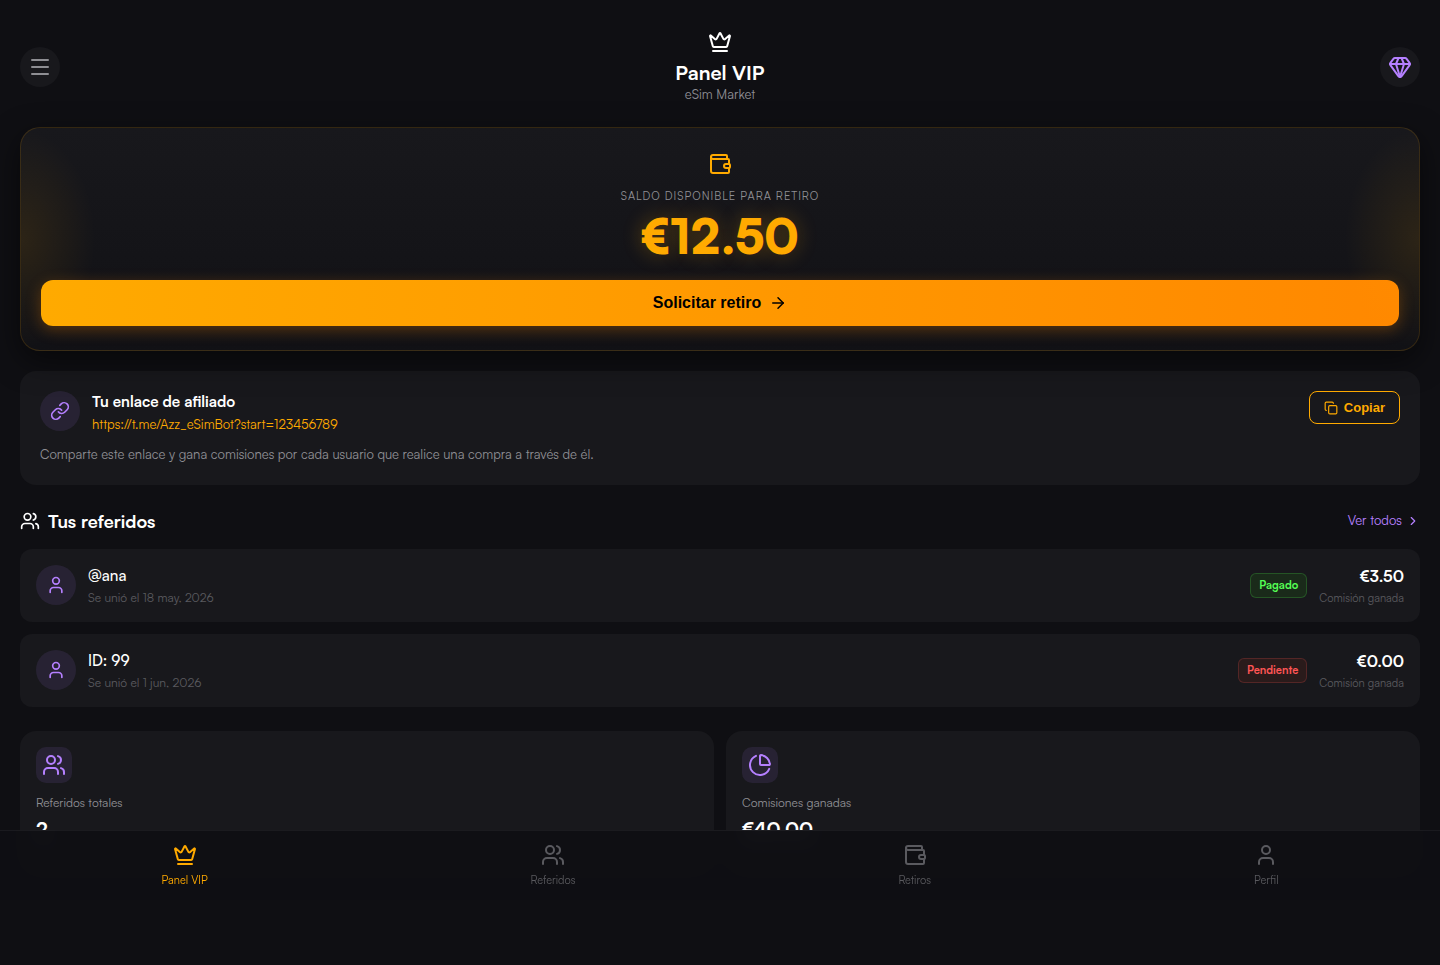 Panel VIP
eSim Market
SALDO DISPONIBLE PARA RETIRO
€12.50
Solicitar retiro
Tu enlace de afiliado
https://t.me/Azz_eSimBot?start=123456789
Copiar
Comparte este enlace y gana comisiones por cada usuario que realice una compra a través de él.
Tus referidos
Ver todos
@ana
Se unió el 18 may, 2026
Pagado
€3.50
Comisión ganada
ID: 99
Se unió el 1 jun, 2026
Pendiente
€0.00
Comisión ganada
Referidos totales
2
Comisiones ganadas
€40.00
Panel VIP
Referidos
Retiros
Perfil